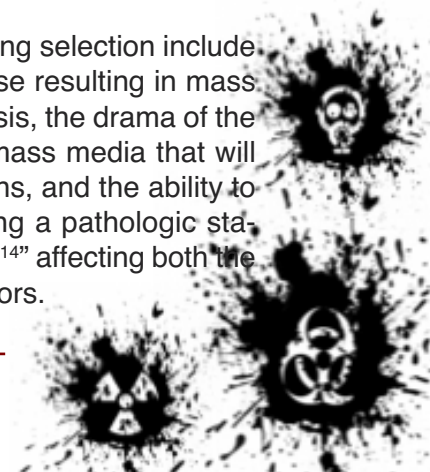 ng selection include
se resulting in mass
sis, the drama of the
mass media that will
ns, and the ability to
ng a pathologic sta-
14” affecting both the
ors.